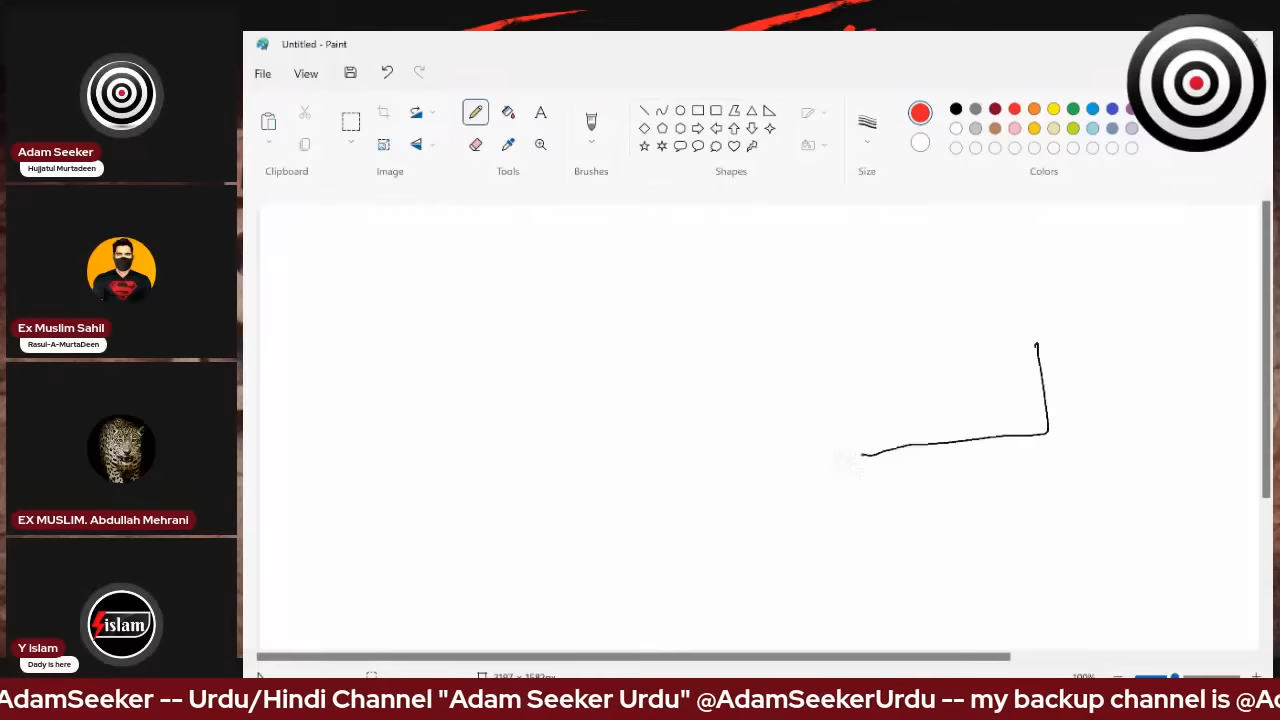 Untitled - Paint
File
View
Clipboard
Image
Tools
Brushes
Shapes
Size
Colors
A
Adam Seeker
Hujjatul Murtadeen
Ex Muslim Sahil
Rasul-A-MurtaDeen
EX MUSLIM. Abdullah Mehrani
islam
Y Islam
Dady is here
100%
AdamSeeker -- Urdu/Hindi Channel "Adam Seeker Urdu" @AdamSeekerUrdu -- my backup channel is